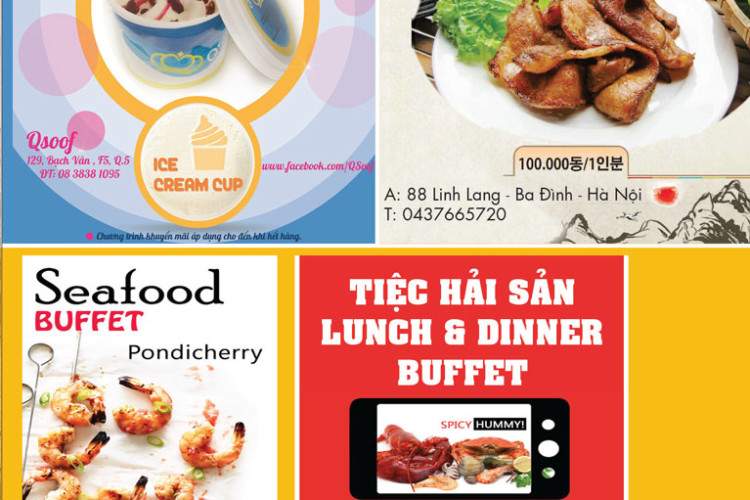 Qsoof
129, Bạch Vân , F5, Q.5
ĐT: 08 3838 1095
ICE
CREAM CUP
www.facebook.com/QSoof
Chương trình khuyến mãi áp dụng cho đến khi hết hàng.
100.000동/1인분
A: 88 Linh Lang - Ba Đình - Hà Nội
T: 0437665720
Seafood
BUFFET
Pondicherry
TIỆC HẢI SẢN
LUNCH & DINNER
BUFFET
SPICY HUMMY!